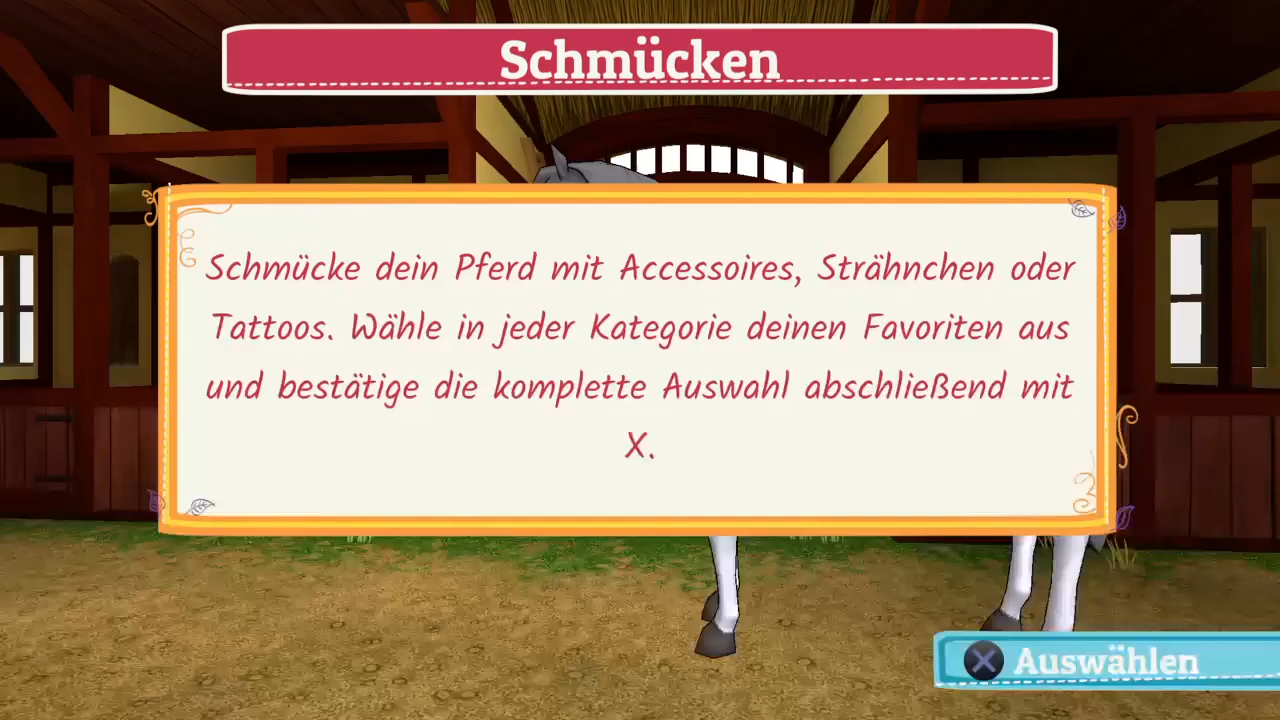 Schmücken
Schmücke dein Pferd mit Accessoires, Strähnchen oder
Tattoos. Wähle in jeder Kategorie deinen Favoriten aus
und bestätige die komplette Auswahl abschließend mit
X.
Auswählen